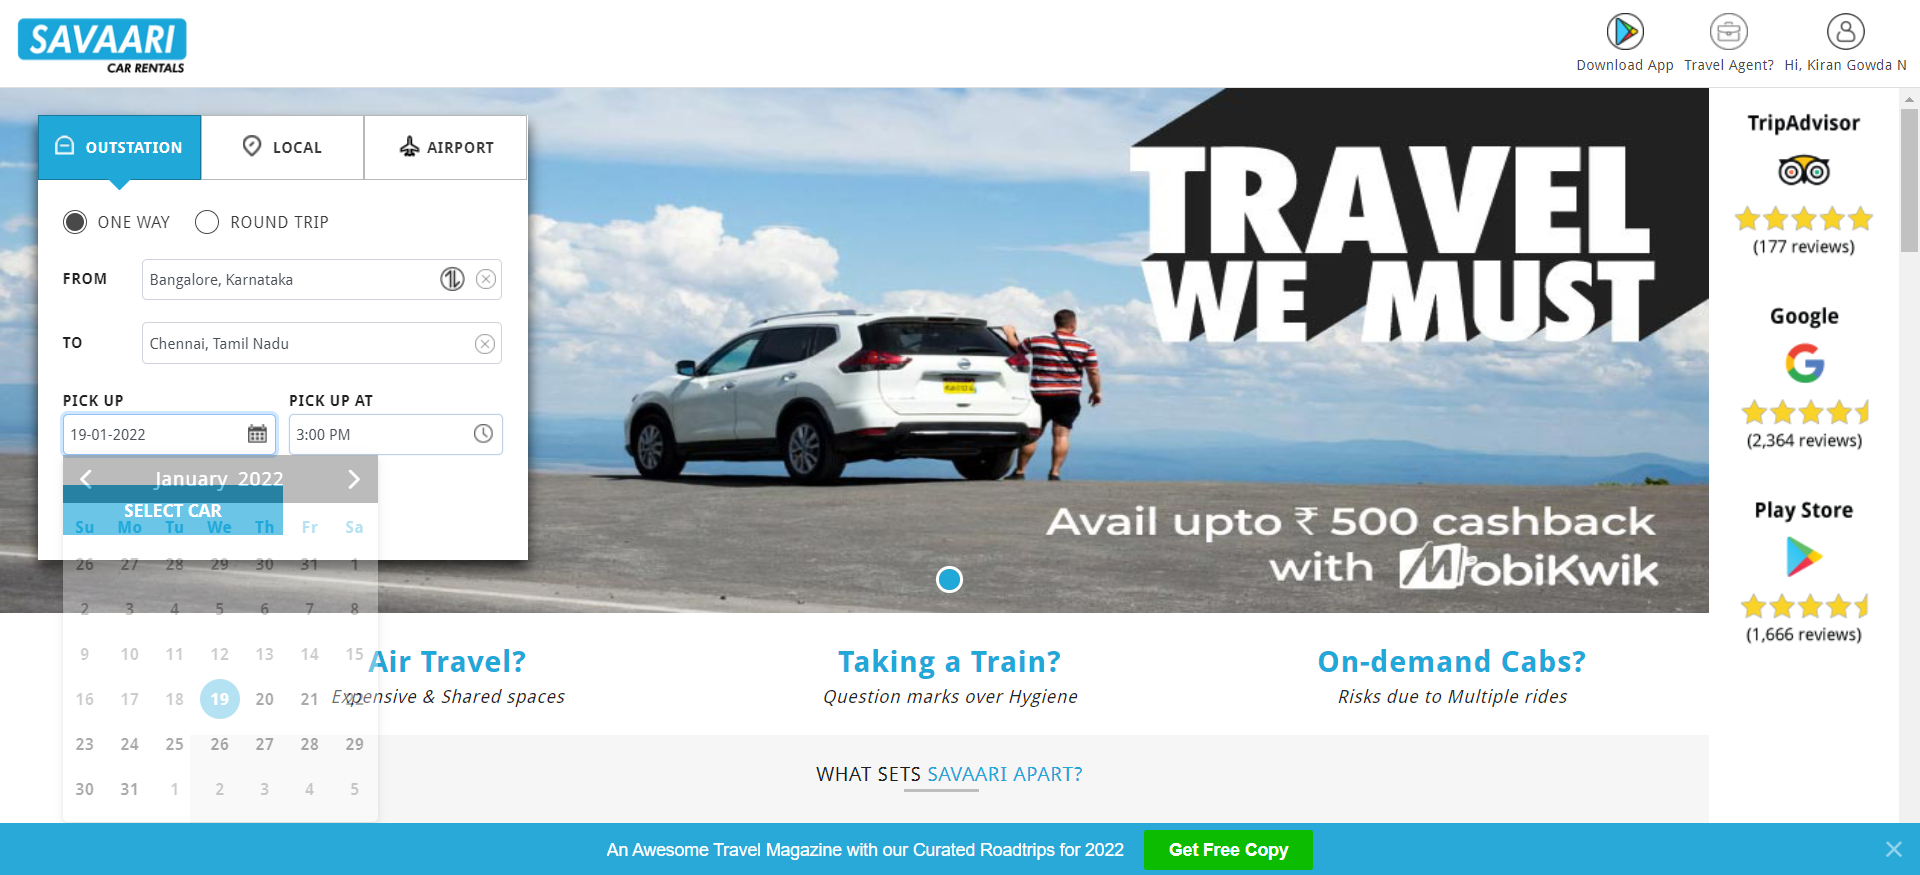 SAVAARI
CAR RENTALS
Download App
Travel Agent?
Hi, Kiran Gowda N
OUTSTATION
LOCAL
AIRPORT
ONE WAY
ROUND TRIP
FROM
Bangalore, Karnataka
TO
Chennai, Tamil Nadu
PICK UP
PICK UP AT
19-01-2022
3:00 PM
January 2022
SELECT CAR
Su Mo Tu We Th Fr Sa
26 27 28 29 30 31 1
2 3 4 5 6 7 8
9 10 11 12 13 14 15
16 17 18 19 20 21 22
23 24 25 26 27 28 29
30 31 1 2 3 4 5
TRAVEL
WE MUST
Avail upto ₹ 500 cashback
with MobiKwik
TripAdvisor
(177 reviews)
Google
(2,364 reviews)
Play Store
(1,666 reviews)
Air Travel?
Expensive & Shared spaces
Taking a Train?
Question marks over Hygiene
On-demand Cabs?
Risks due to Multiple rides
WHAT SETS SAVAARI APART?
An Awesome Travel Magazine with our Curated Roadtrips for 2022
Get Free Copy